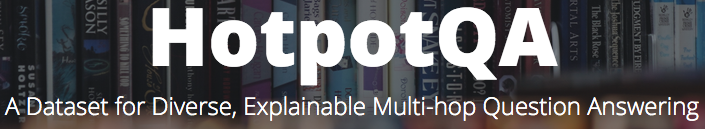 HotpotQA
A Dataset for Diverse, Explainable Multi-hop Question Answering